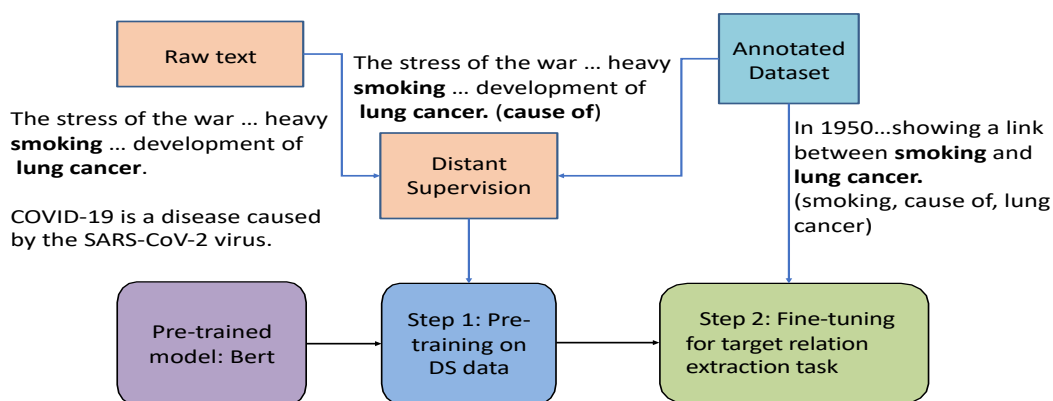 Raw text
The stress of the war ... heavy
smoking ... development of
lung cancer. (cause of)
Annotated
Dataset
The stress of the war ... heavy
smoking ... development of
lung cancer.
COVID-19 is a disease caused
by the SARS-CoV-2 virus.
Distant
Supervision
In 1950...showing a link
between smoking and
lung cancer.
(smoking, cause of, lung
cancer)
Pre-trained
model: Bert
Step 1: Pre-
training on
DS data
Step 2: Fine-tuning
for target relation
extraction task